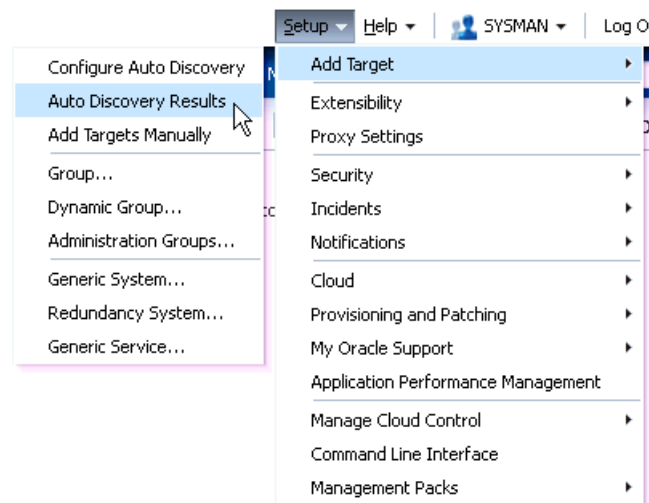 Setup Help SYSMAN Log O
Configure Auto Discovery
Auto Discovery Results
Add Targets Manually
Group...
Dynamic Group...
Administration Groups...
Generic System...
Redundancy System...
Generic Service...
Add Target
Extensibility
Proxy Settings
Security
Incidents
Notifications
Cloud
Provisioning and Patching
My Oracle Support
Application Performance Management
Manage Cloud Control
Command Line Interface
Management Packs